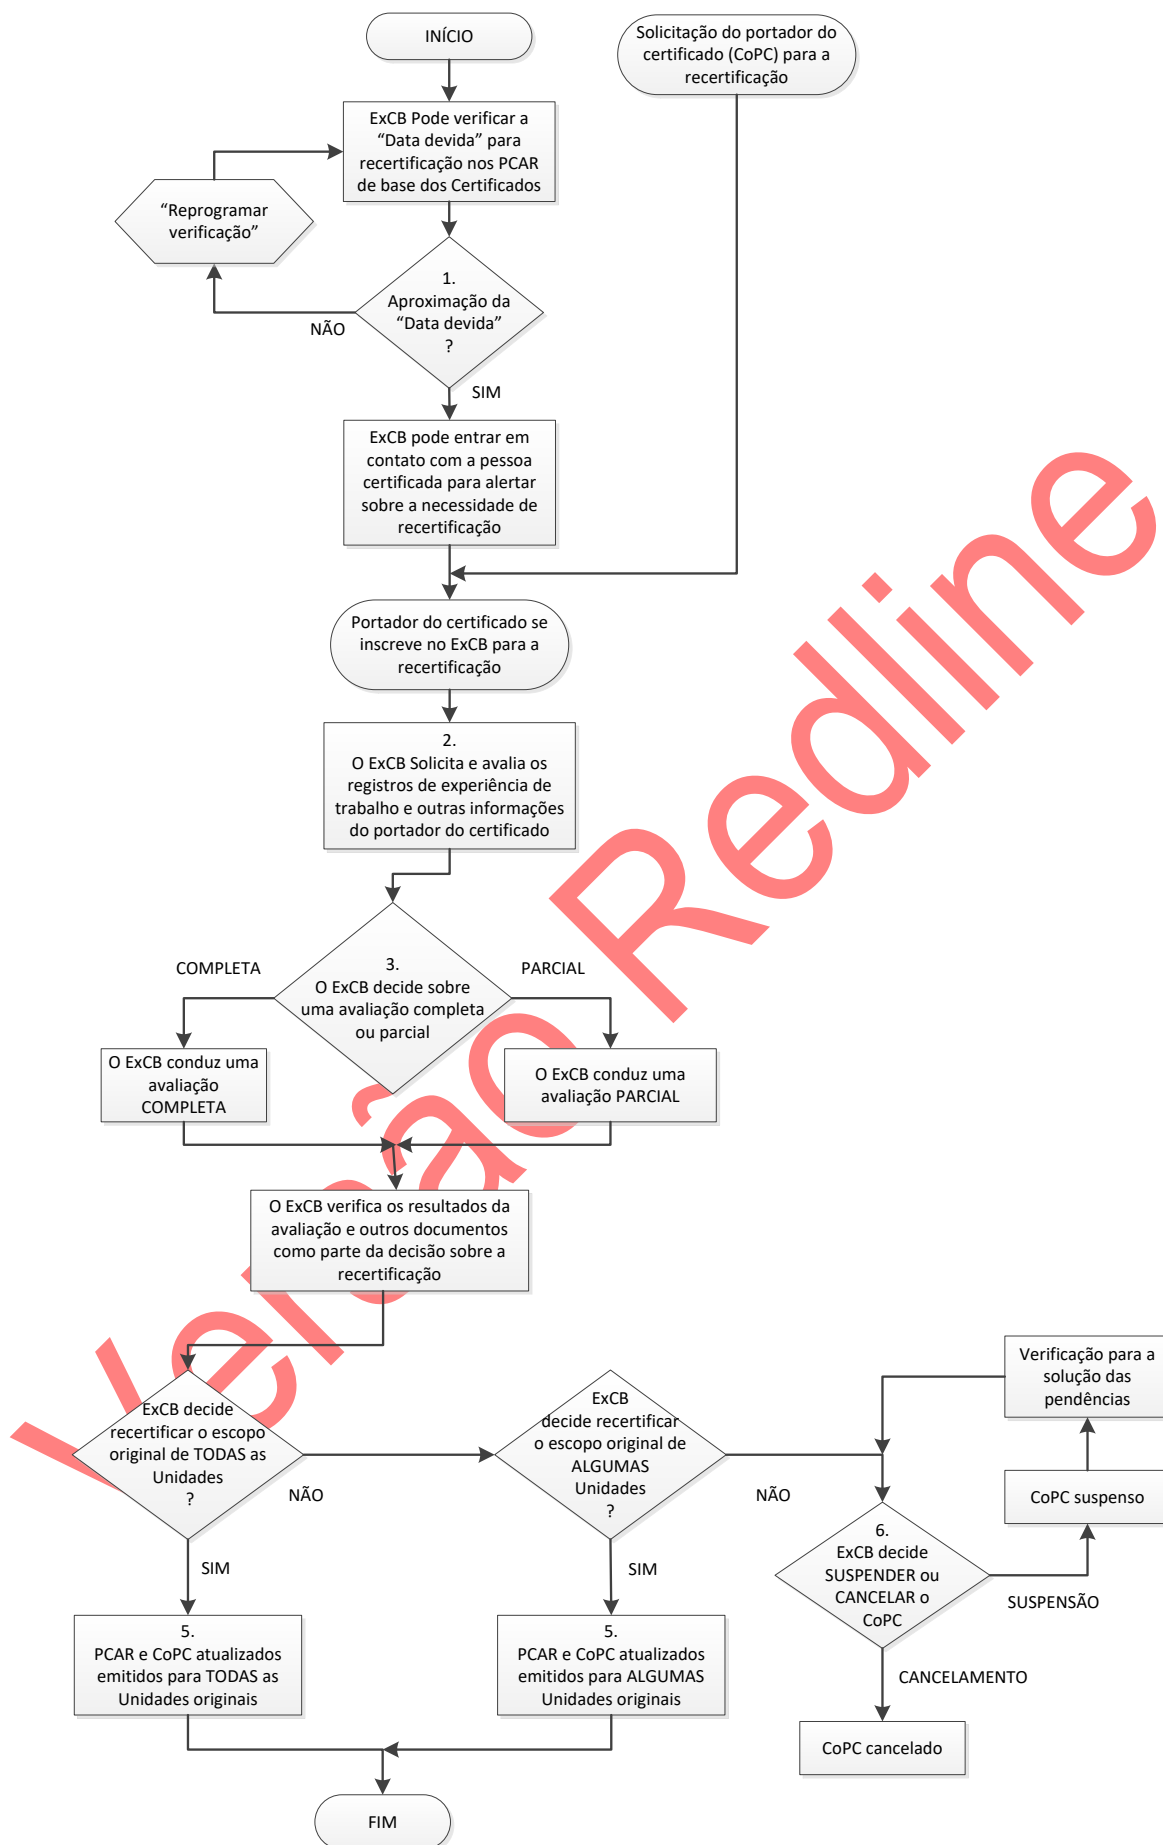 INÍCIO
Solicitação do portador do
certificado (CoPC) para a
recertificação
ExCB Pode verificar a
“Data devida” para
recertificação nos PCAR
de base dos Certificados
“Reprogramar
verificação”
1.
Aproximação da
“Data devida”
?
NÃO
SIM
ExCB pode entrar em
contato com a pessoa
certificada para alertar
sobre a necessidade de
recertificação
Portador do certificado se
inscreve no ExCB para a
recertificação
2.
O ExCB Solicita e avalia os
registros de experiência de
trabalho e outras informações
do portador do certificado
COMPLETA
PARCIAL
3.
O ExCB decide sobre
uma avaliação completa
ou parcial
O ExCB conduz uma
avaliação
COMPLETA
O ExCB conduz uma
avaliação PARCIAL
O ExCB verifica os resultados da
avaliação e outros documentos
como parte da decisão sobre a
recertificação
ExCB decide
recertificar o escopo
original de TODAS as
Unidades
?
NÃO
SIM
ExCB
decide recertificar
o escopo original de
ALGUMAS
Unidades
?
NÃO
SIM
Verificação para a
solução das
pendências
CoPC suspenso
6.
ExCB decide
SUSPENDER ou
CANCELAR o
CoPC
SUSPENSÃO
CANCELAMENTO
5.
PCAR e CoPC atualizados
emitidos para TODAS as
Unidades originais
5.
PCAR e CoPC atualizados
emitidos para ALGUMAS
Unidades originais
CoPC cancelado
FIM
Versão Redline